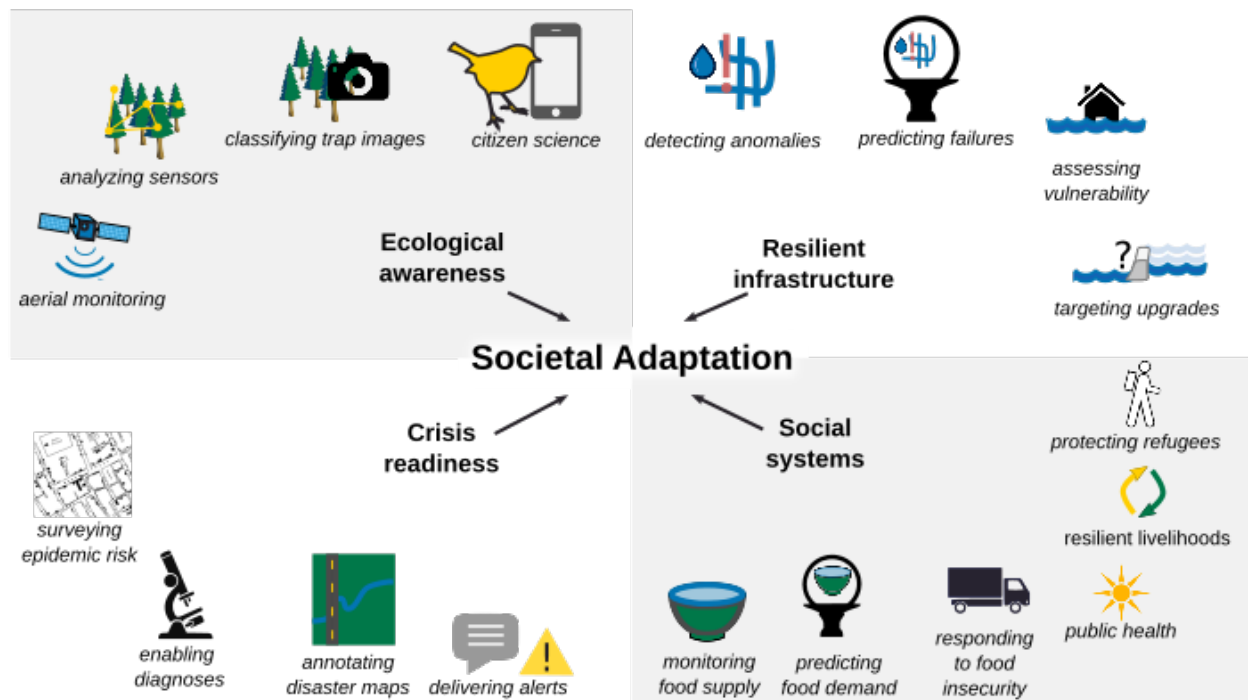 classifying trap images
citizen science
analyzing sensors
aerial monitoring
Ecological
awareness
detecting anomalies
predicting failures
assessing
vulnerability
Resilient
infrastructure
?
targeting upgrades
Societal Adaptation
Crisis
readiness
surveying
epidemic risk
enabling
diagnoses
annotating
disaster maps
!
delivering alerts
Social
systems
protecting refugees
resilient livelihoods
public health
monitoring
food supply
predicting
food demand
responding
to food
insecurity